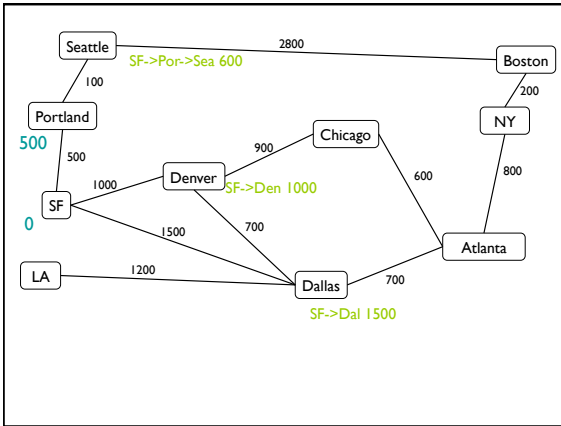 Seattle
2800
Boston
SF->Por->Sea 600
100
200
Portland
NY
500
900
Chicago
500
800
1000
Denver
600
SF->Den 1000
SF
0
1500
700
Atlanta
LA
1200
Dallas
700
SF->Dal 1500